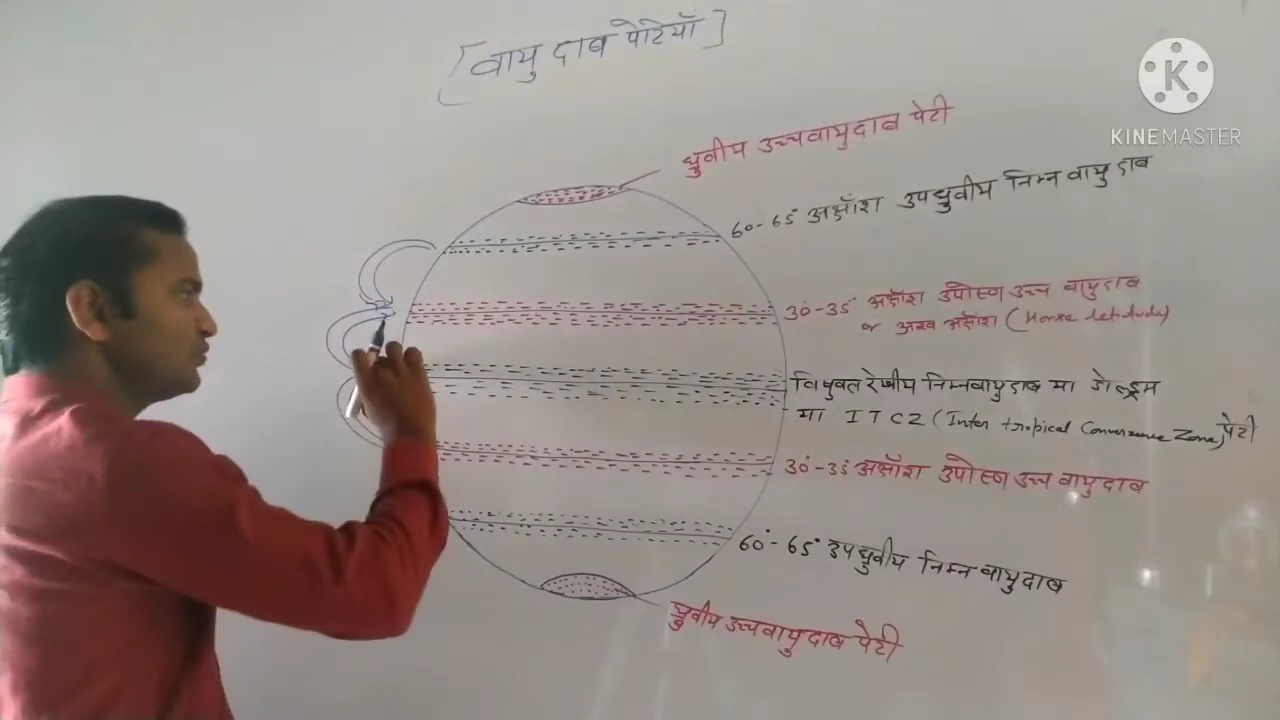 [वायु दाब पेटियाँ]
KINEMASTER
ध्रुवीय उच्चवायुदाब पेटी
60-65° अक्षाँश उपध्रुवीय निम्न वायु दाब
30°-35° अक्षाँश उपोष्ण उच्च वायुदाब
or अश्व अक्षांश (Horse latitude)
विषुवत रेखीय निम्नवायुदाब या डोल्ड्रम
या ITCZ (Inter tropical Convergence Zone) पेटी
30°-35° अक्षाँश उपोष्ण उच्च वायुदाब
60°-65° उपध्रुवीय निम्न वायुदाब
ध्रुवीय उच्चवायुदाब पेटी